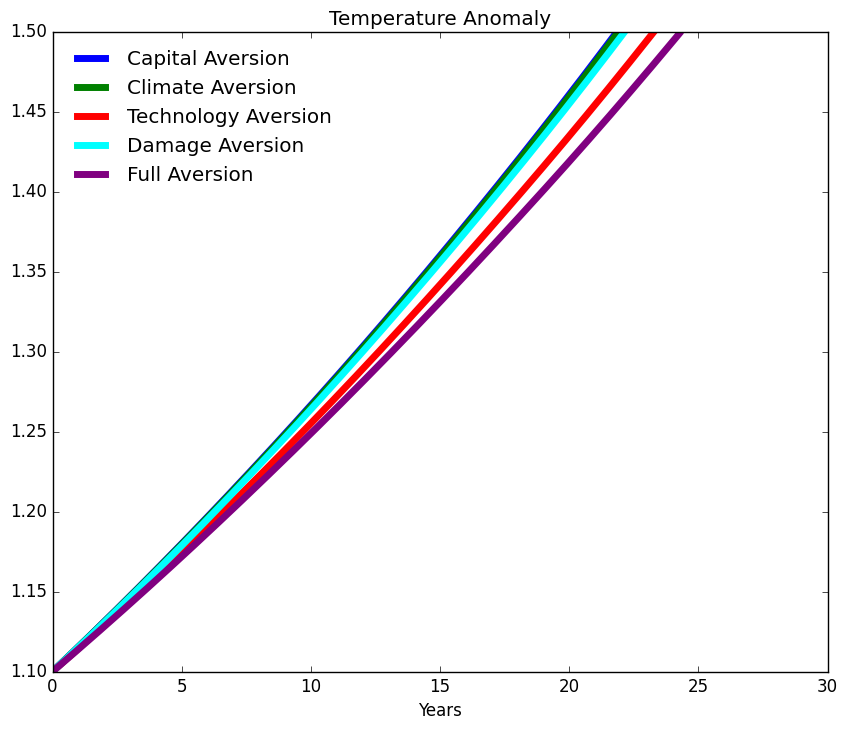 Temperature Anomaly
1.50
1.45
1.40
1.35
1.30
1.25
1.20
1.15
1.10
Capital Aversion
Climate Aversion
Technology Aversion
Damage Aversion
Full Aversion
0 5 10 15 20 25 30
Years